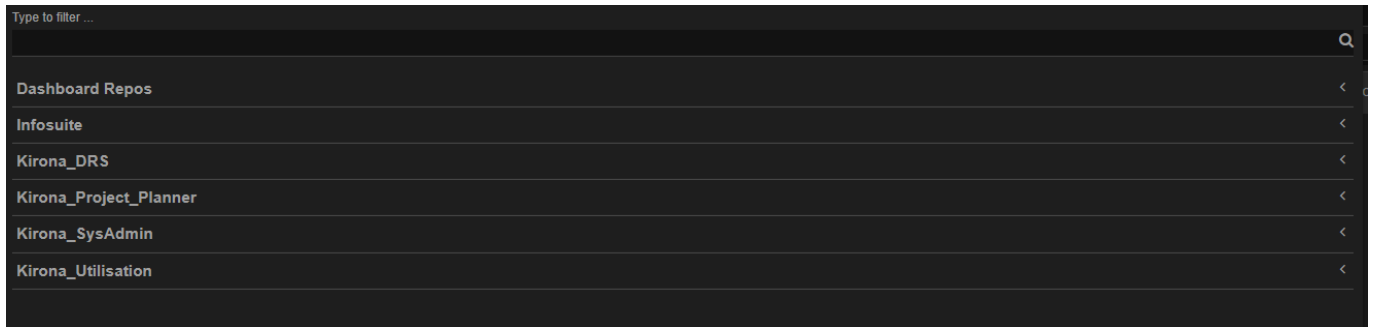 Type to filter ...
Dashboard Repos
Infosuite
Kirona_DRS
Kirona_Project_Planner
Kirona_SysAdmin
Kirona_Utilisation